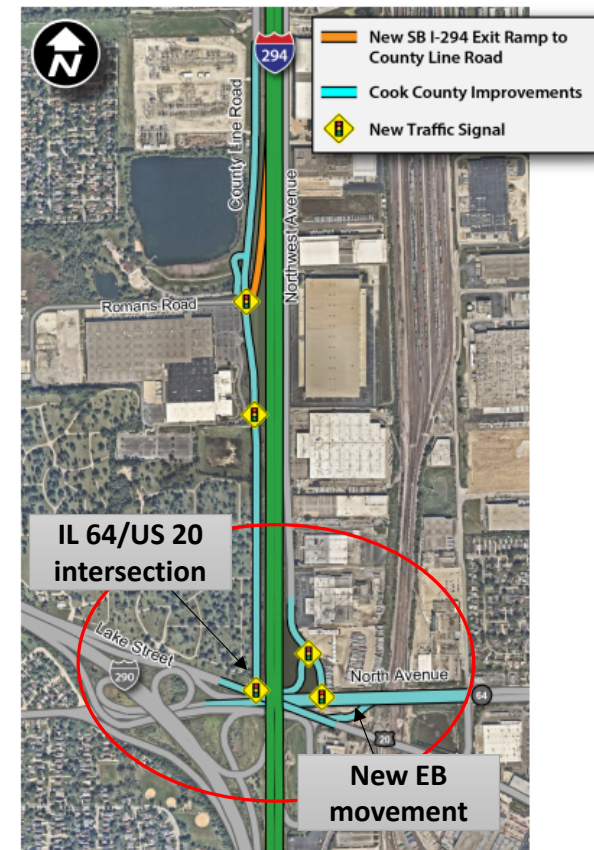 N
294
New SB I-294 Exit Ramp to
County Line Road
Cook County Improvements
New Traffic Signal
County Line Road
Northwest Avenue
Romans Road
IL 64/US 20
intersection
Lake Street
290
North Avenue
64
20
New EB
movement